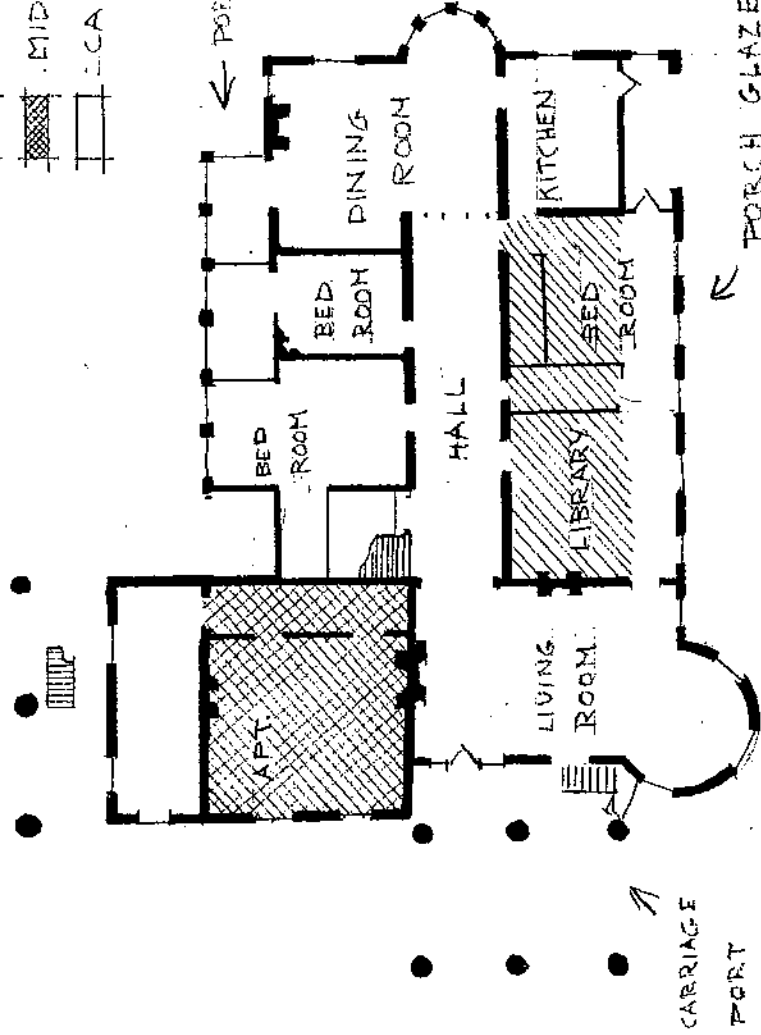 MID
CA
POR
DINING
ROOM
KITCHEN
BED
ROOM
BED
ROOM
BED
ROOM
HALL
LIBRARY
APT.
LIVING
ROOM
PORCH GLAZE
CARRIAGE
PORT